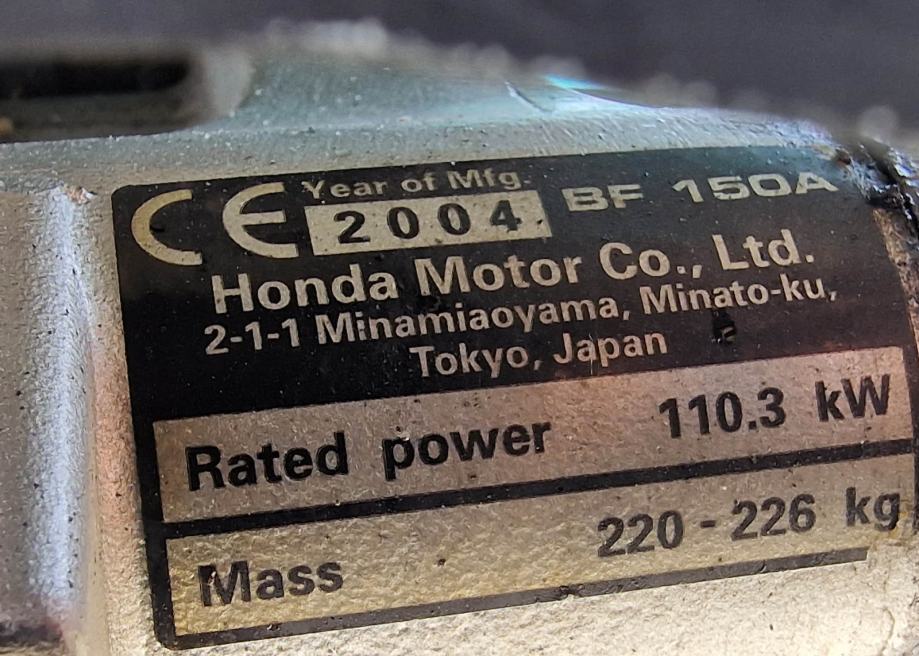 CE Year of Mfg. BF 150A
2004
Honda Motor Co., Ltd.
2-1-1 Minamiaoyama, Minato-ku,
Tokyo, Japan
Rated power 110.3 kW
Mass 220 - 226 kg